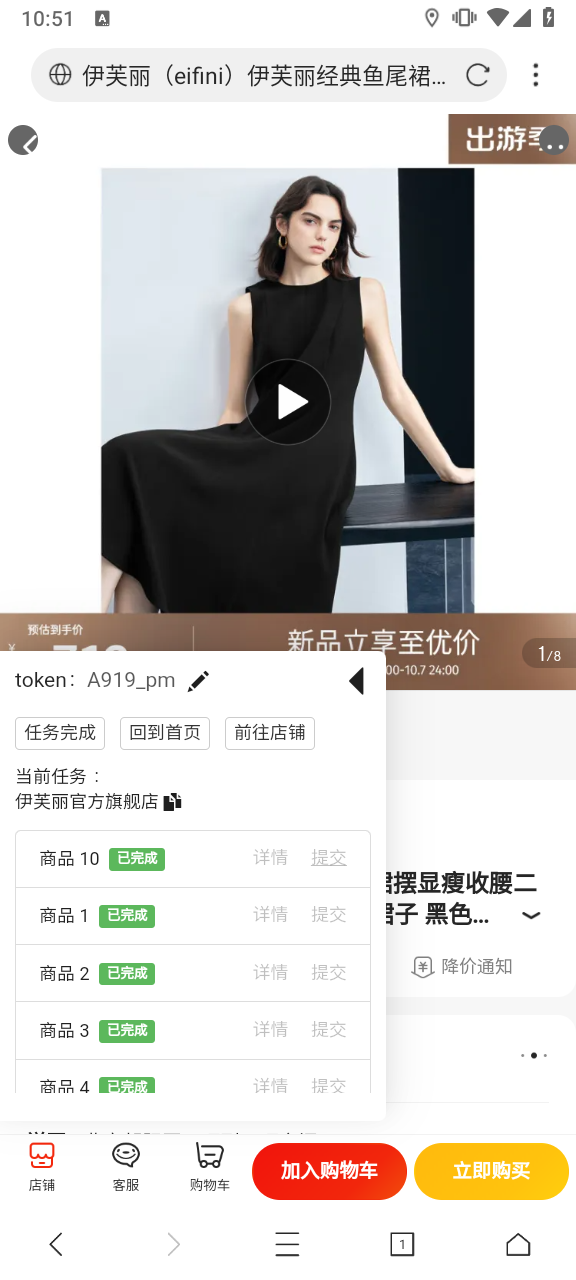 10:51
A
伊芙丽（eifini）伊芙丽经典鱼尾裙...
出游季
预估到手价
新品立享至优价
00-10.7 24:00
1/8
token： A919_pm
任务完成 回到首页 前往店铺
当前任务：
伊芙丽官方旗舰店
商品 10 已完成 详情 提交
商品 1 已完成 详情 提交
商品 2 已完成 详情 提交
商品 3 已完成 详情 提交
商品 4 已完成 详情 提交
裙摆显瘦收腰二
裙子 黑色...
降价通知
店铺 客服 购物车 加入购物车 立即购买
1